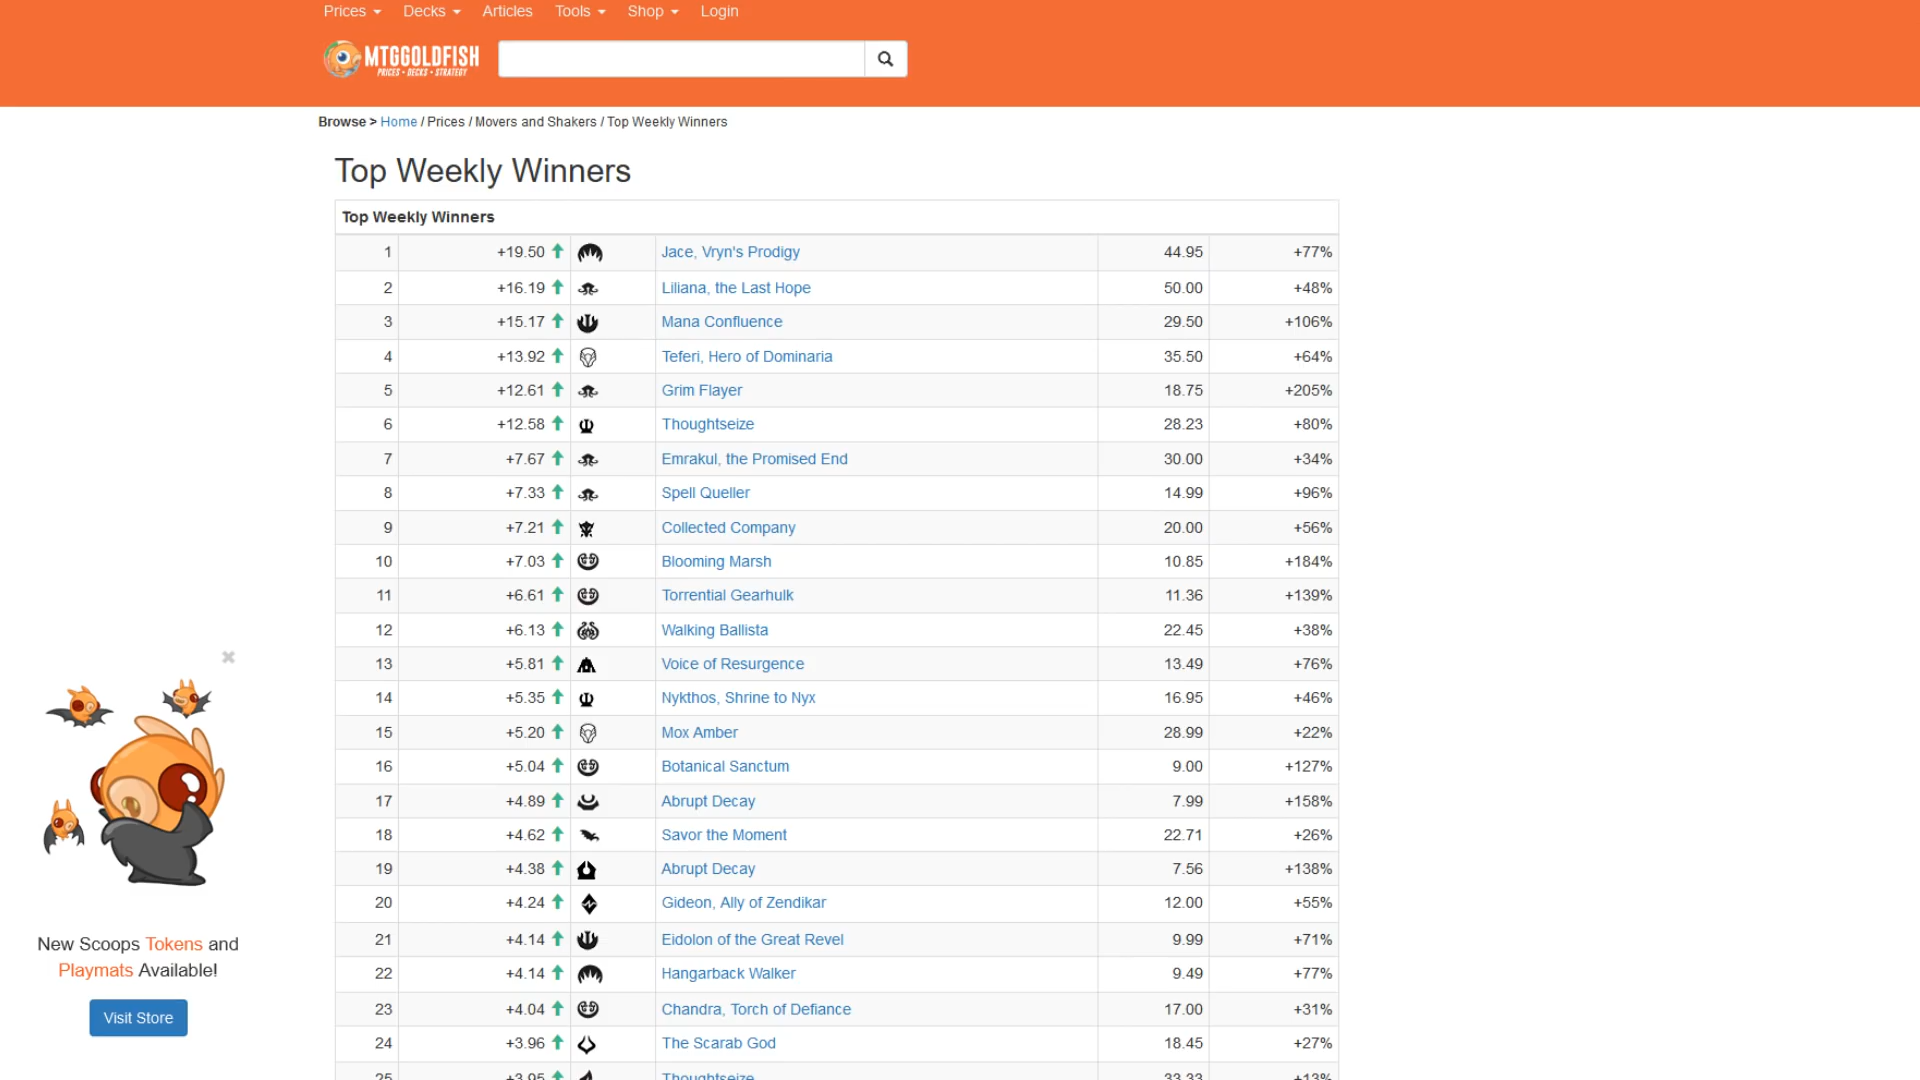 Prices Decks Articles Tools Shop Login
MTGGOLDFISH
PRICES • DECKS • STRATEGY
Browse > Home / Prices / Movers and Shakers / Top Weekly Winners
Top Weekly Winners
Top Weekly Winners
1 +19.50 Jace, Vryn's Prodigy 44.95 +77%
2 +16.19 Liliana, the Last Hope 50.00 +48%
3 +15.17 Mana Confluence 29.50 +106%
4 +13.92 Teferi, Hero of Dominaria 35.50 +64%
5 +12.61 Grim Flayer 18.75 +205%
6 +12.58 Thoughtseize 28.23 +80%
7 +7.67 Emrakul, the Promised End 30.00 +34%
8 +7.33 Spell Queller 14.99 +96%
9 +7.21 Collected Company 20.00 +56%
10 +7.03 Blooming Marsh 10.85 +184%
11 +6.61 Torrential Gearhulk 11.36 +139%
12 +6.13 Walking Ballista 22.45 +38%
13 +5.81 Voice of Resurgence 13.49 +76%
14 +5.35 Nykthos, Shrine to Nyx 16.95 +46%
15 +5.20 Mox Amber 28.99 +22%
16 +5.04 Botanical Sanctum 9.00 +127%
17 +4.89 Abrupt Decay 7.99 +158%
18 +4.62 Savor the Moment 22.71 +26%
19 +4.38 Abrupt Decay 7.56 +138%
20 +4.24 Gideon, Ally of Zendikar 12.00 +55%
21 +4.14 Eidolon of the Great Revel 9.99 +71%
22 +4.14 Hangarback Walker 9.49 +77%
23 +4.04 Chandra, Torch of Defiance 17.00 +31%
24 +3.96 The Scarab God 18.45 +27%
25 +3.95 Thoughtseize 33.33 +13%
New Scoops Tokens and
Playmats Available!
Visit Store